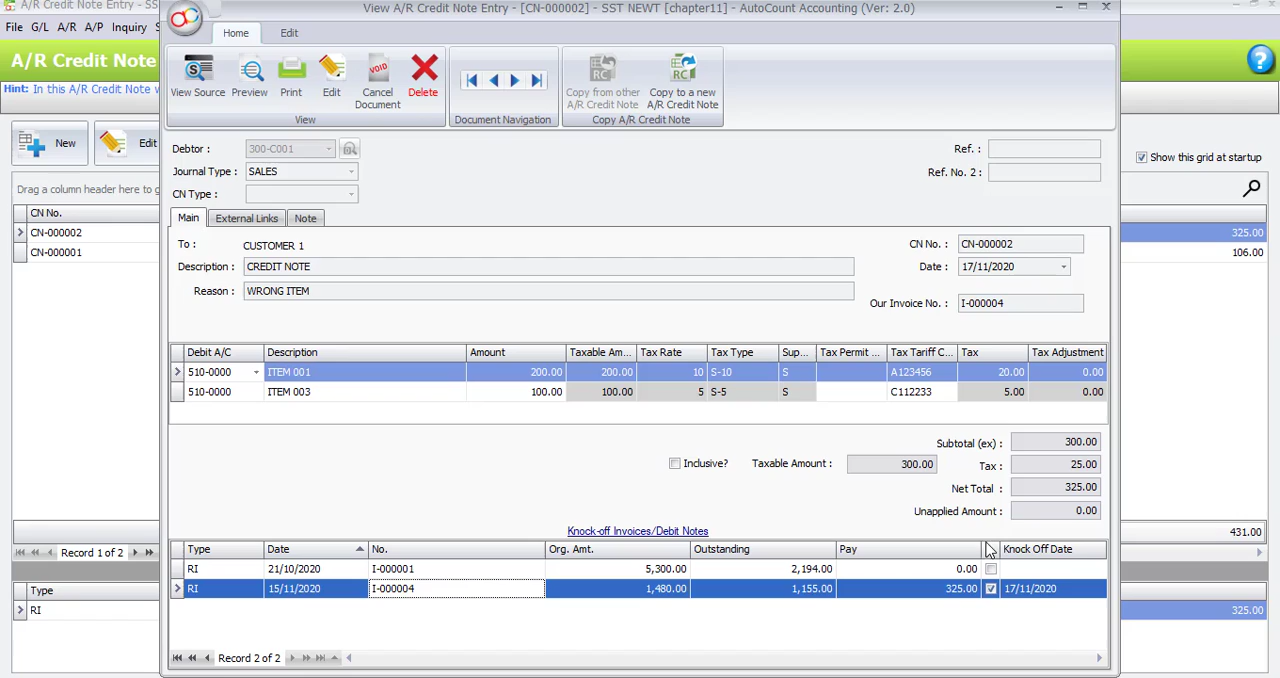 A/R Credit Note Entry - SS
View A/R Credit Note Entry - [CN-000002] - SST NEWT [chapter11] - AutoCount Accounting (Ver: 2.0)
File G/L A/R A/P Inquiry S
Home Edit
A/R Credit Note
Hint: In this A/R Credit Note w
View Source Preview Print Edit Cancel Document Delete
Copy from other A/R Credit Note Copy to a new A/R Credit Note
View Document Navigation Copy A/R Credit Note
New Edit
Show this grid at startup
Drag a column header here to g
CN No.
CN-000002 325.00
CN-000001 106.00
Debtor : 300-C001 Ref. :
Journal Type : SALES Ref. No. 2 :
CN Type :
Main External Links Note
To : CUSTOMER 1 CN No. : CN-000002
Description : CREDIT NOTE Date : 17/11/2020
Reason : WRONG ITEM
Our Invoice No. : I-000004
Debit A/C Description Amount Taxable Am... Tax Rate Tax Type Sup... Tax Permit ... Tax Tariff C... Tax Tax Adjustment
510-0000 ITEM 001 200.00 200.00 10 S-10 S A123456 20.00 0.00
510-0000 ITEM 003 100.00 100.00 5 S-5 S C112233 5.00 0.00
Subtotal (ex) : 300.00
Inclusive? Taxable Amount : 300.00 Tax : 25.00
Net Total : 325.00
Unapplied Amount : 0.00
Knock-off Invoices/Debit Notes
431.00
Record 1 of 2
Type Date No. Org. Amt. Outstanding Pay Knock Off Date
RI 21/10/2020 I-000001 5,300.00 2,194.00 0.00
RI 15/11/2020 I-000004 1,480.00 1,155.00 325.00 17/11/2020
Type
RI 325.00
Record 2 of 2